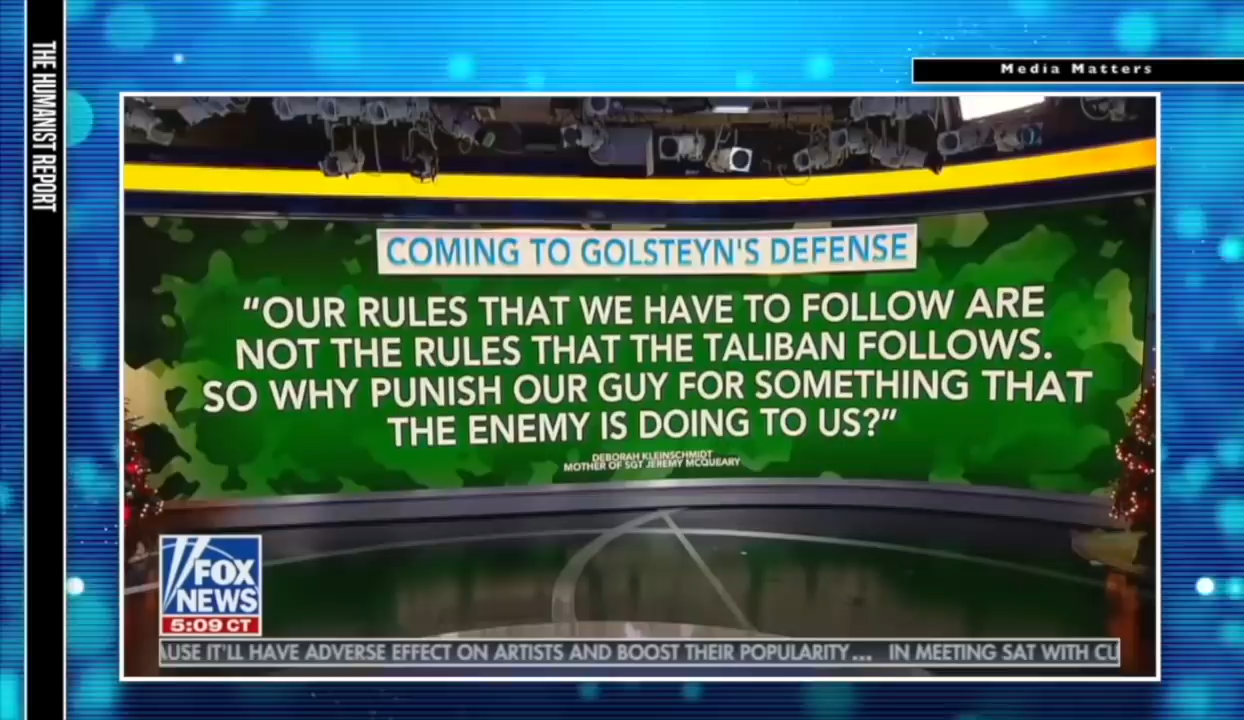 THE HUMANIST REPORT
Media Matters
COMING TO GOLSTEYN'S DEFENSE
“OUR RULES THAT WE HAVE TO FOLLOW ARE
NOT THE RULES THAT THE TALIBAN FOLLOWS.
SO WHY PUNISH OUR GUY FOR SOMETHING THAT
THE ENEMY IS DOING TO US?”
DEBORAH KLEINSCHMIDT
MOTHER OF SGT JEREMY MCQUEARY
FOX
NEWS
5:09 CT
AUSE IT'LL HAVE ADVERSE EFFECT ON ARTISTS AND BOOST THEIR POPULARITY... IN MEETING SAT WITH CU